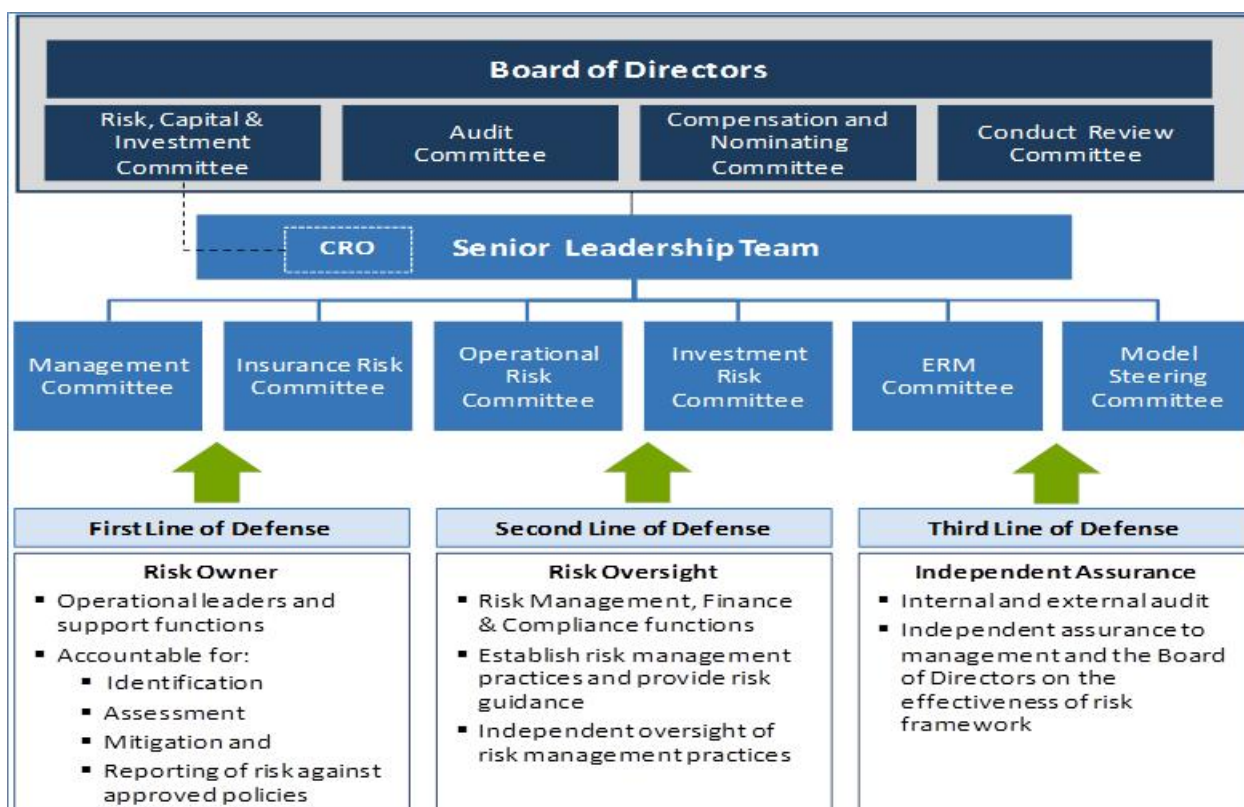 Board of Directors
Risk, Capital &
Investment
Committee
Audit
Committee
Compensation and
Nominating
Committee
Conduct Review
Committee
CRO
Senior Leadership Team
Management
Committee
Insurance Risk
Committee
Operational
Risk
Committee
Investment
Risk
Committee
ERM
Committee
Model
Steering
Committee
First Line of Defense
Risk Owner
▪ Operational leaders and
support functions
▪ Accountable for:
▪ Identification
▪ Assessment
▪ Mitigation and
▪ Reporting of risk against
approved policies
Second Line of Defense
Risk Oversight
▪ Risk Management, Finance
& Compliance functions
▪ Establish risk management
practices and provide risk
guidance
▪ Independent oversight of
risk management practices
Third Line of Defense
Independent Assurance
▪ Internal and external audit
▪ Independent assurance to
management and the Board
of Directors on the
effectiveness of risk
framework